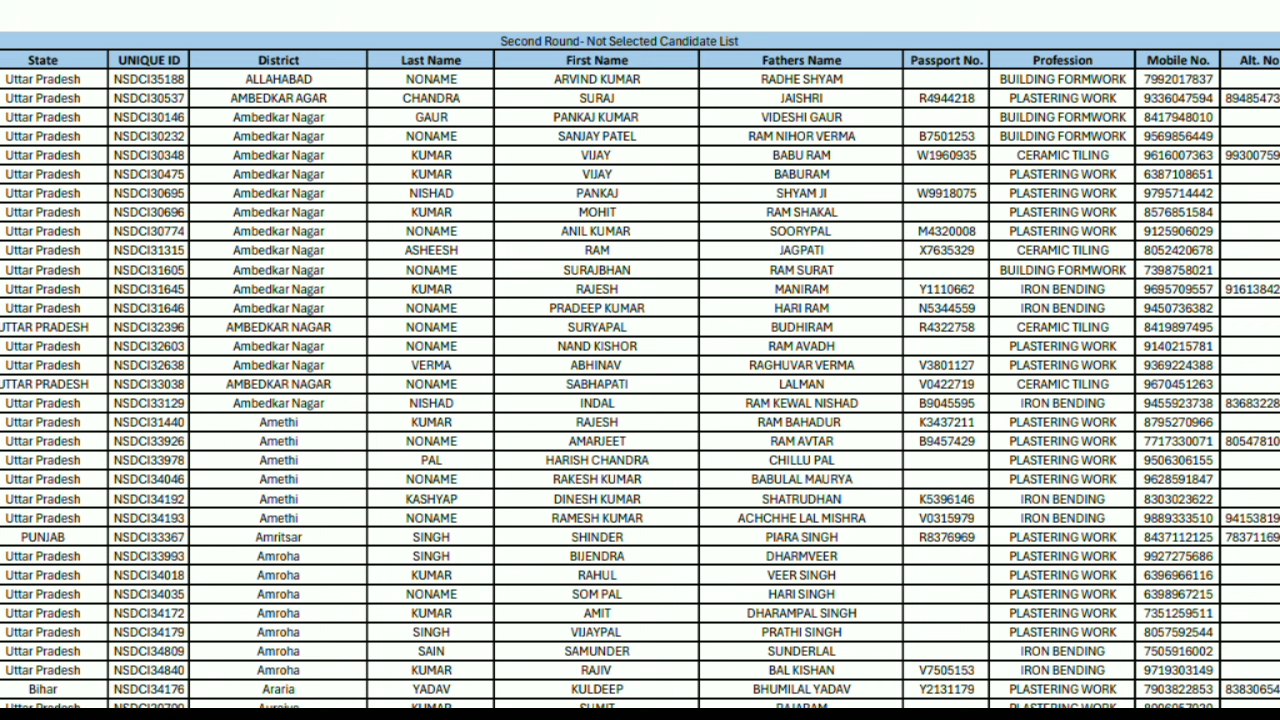 Second Round- Not Selected Candidate List
State UNIQUE ID District Last Name First Name Fathers Name Passport No. Profession Mobile No. Alt. No
Uttar Pradesh NSDCI35188 ALLAHABAD NONAME ARVIND KUMAR RADHE SHYAM BUILDING FORMWORK 7992017837
Uttar Pradesh NSDCI30537 AMBEDKAR AGAR CHANDRA SURAJ JAISHRI R4944218 PLASTERING WORK 9336047594 89485473
Uttar Pradesh NSDCI30146 Ambedkar Nagar GAUR PANKAJ KUMAR VIDESHI GAUR BUILDING FORMWORK 8417948010
Uttar Pradesh NSDCI30232 Ambedkar Nagar NONAME SANJAY PATEL RAM NIHOR VERMA B7501253 BUILDING FORMWORK 9569856449
Uttar Pradesh NSDCI30348 Ambedkar Nagar KUMAR VIJAY BABU RAM W1960935 CERAMIC TILING 9616007363 99300759
Uttar Pradesh NSDCI30475 Ambedkar Nagar KUMAR VIJAY BABURAM PLASTERING WORK 6387108651
Uttar Pradesh NSDCI30695 Ambedkar Nagar NISHAD PANKAJ SHYAM JI W9918075 PLASTERING WORK 9795714442
Uttar Pradesh NSDCI30696 Ambedkar Nagar KUMAR MOHIT RAM SHAKAL PLASTERING WORK 8576851584
Uttar Pradesh NSDCI30774 Ambedkar Nagar NONAME ANIL KUMAR SOORYPAL M4320008 PLASTERING WORK 9125906029
Uttar Pradesh NSDCI31315 Ambedkar Nagar ASHEESH RAM JAGPATI X7635329 CERAMIC TILING 8052420678
Uttar Pradesh NSDCI31605 Ambedkar Nagar NONAME SURAJBHAN RAM SURAT BUILDING FORMWORK 7398758021
Uttar Pradesh NSDCI31645 Ambedkar Nagar KUMAR RAJESH MANIRAM Y1110662 IRON BENDING 9695709557 91613842
Uttar Pradesh NSDCI31646 Ambedkar Nagar NONAME PRADEEP KUMAR HARI RAM N5344559 IRON BENDING 9450736382
UTTAR PRADESH NSDCI32396 AMBEDKAR NAGAR NONAME SURYAPAL BUDHIRAM R4322758 CERAMIC TILING 8419897495
Uttar Pradesh NSDCI32603 Ambedkar Nagar NONAME NAND KISHOR RAM AVADH PLASTERING WORK 9140215781
Uttar Pradesh NSDCI32638 Ambedkar Nagar VERMA ABHINAV RAGHUVAR VERMA V3801127 PLASTERING WORK 9369224388
UTTAR PRADESH NSDCI33038 AMBEDKAR NAGAR NONAME SABHAPATI LALMAN V0422719 CERAMIC TILING 9670451263
Uttar Pradesh NSDCI33129 Ambedkar Nagar NISHAD INDAL RAM KEWAL NISHAD B9045595 IRON BENDING 9455923738 83683228
Uttar Pradesh NSDCI31440 Amethi KUMAR RAJESH RAM BAHADUR K3437211 PLASTERING WORK 8795270966
Uttar Pradesh NSDCI33926 Amethi NONAME AMARJEET RAM AVTAR B9457429 PLASTERING WORK 7717330071 80547810
Uttar Pradesh NSDCI33978 Amethi PAL HARISH CHANDRA CHILLU PAL PLASTERING WORK 9506306155
Uttar Pradesh NSDCI34046 Amethi NONAME RAKESH KUMAR BABULAL MAURYA PLASTERING WORK 9628591847
Uttar Pradesh NSDCI34192 Amethi KASHYAP DINESH KUMAR SHATRUDHAN K5396146 IRON BENDING 8303023622
Uttar Pradesh NSDCI34193 Amethi NONAME RAMESH KUMAR ACHCHHE LAL MISHRA V0315979 IRON BENDING 9889333510 94153819
PUNJAB NSDCI33367 Amritsar SINGH SHINDER PIARA SINGH R8376969 PLASTERING WORK 8437112125 78371169
Uttar Pradesh NSDCI33993 Amroha SINGH BIJENDRA DHARMVEER PLASTERING WORK 9927275686
Uttar Pradesh NSDCI34018 Amroha KUMAR RAHUL VEER SINGH PLASTERING WORK 6396966116
Uttar Pradesh NSDCI34035 Amroha NONAME SOM PAL HARI SINGH PLASTERING WORK 6398967215
Uttar Pradesh NSDCI34172 Amroha KUMAR AMIT DHARAMPAL SINGH PLASTERING WORK 7351259511
Uttar Pradesh NSDCI34179 Amroha SINGH VIJAYPAL PRATHI SINGH PLASTERING WORK 8057592544
Uttar Pradesh NSDCI34809 Amroha SAIN SAMUNDER SUNDERLAL IRON BENDING 7505916002
Uttar Pradesh NSDCI34840 Amroha KUMAR RAJIV BAL KISHAN V7505153 IRON BENDING 9719303149
Bihar NSDCI34176 Araria YADAV KULDEEP BHUMILAL YADAV Y2131179 PLASTERING WORK 7903822853 83830654